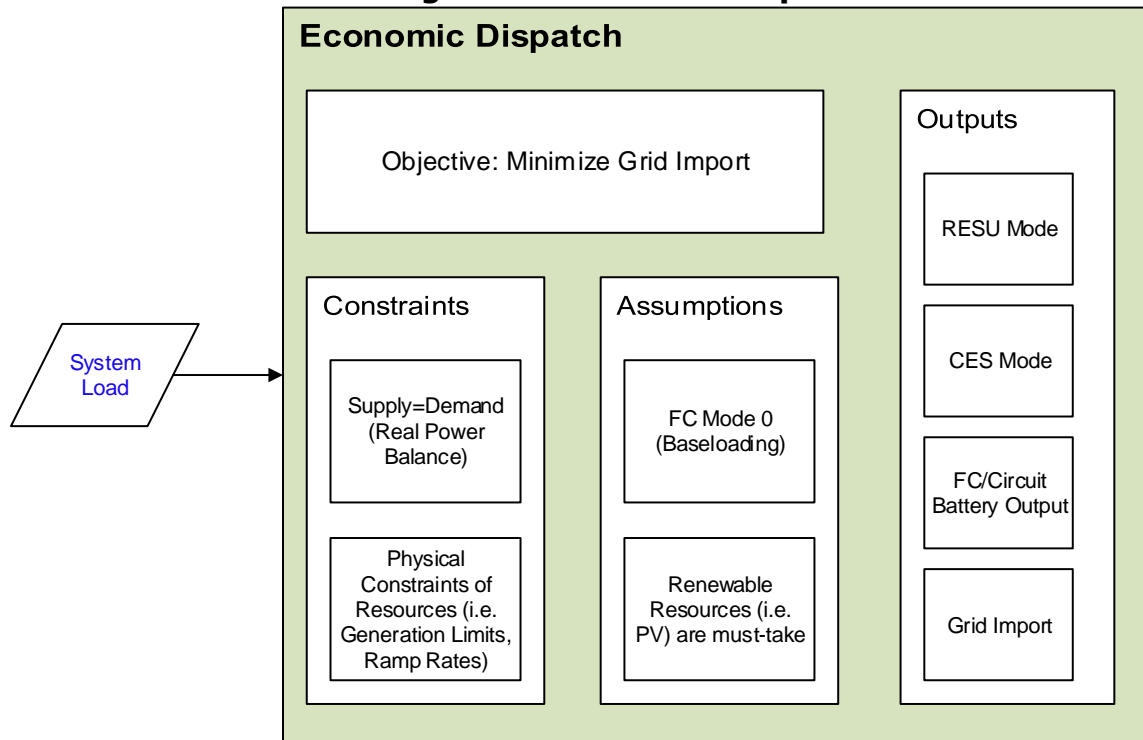 Economic Dispatch
Objective: Minimize Grid Import
Constraints
Supply=Demand
(Real Power
Balance)
Physical
Constraints of
Resources (i.e.
Generation Limits,
Ramp Rates)
Assumptions
FC Mode 0
(Baseloading)
Renewable
Resources (i.e.
PV) are must-take
Outputs
RESU Mode
CES Mode
FC/Circuit
Battery Output
Grid Import
System
Load